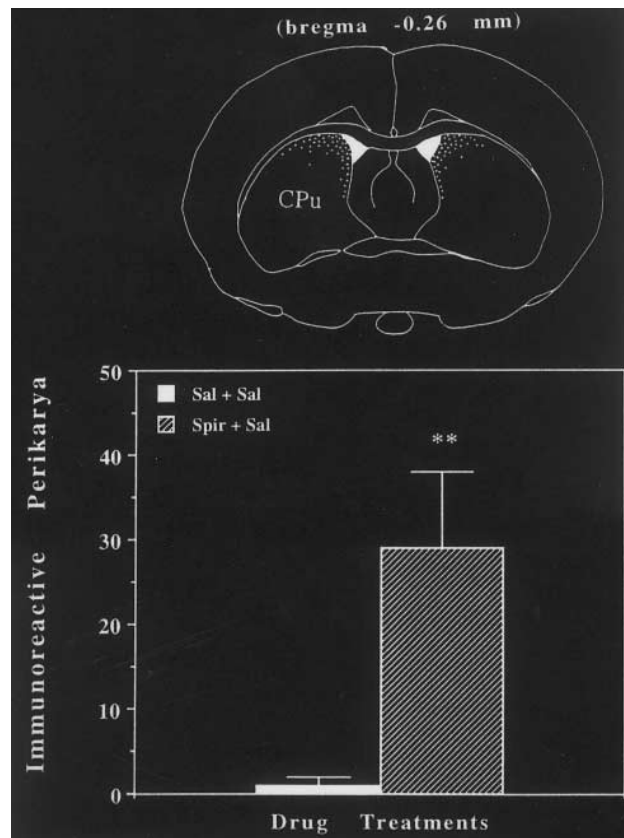 (bregma -0.26 mm)
CPu
50
Sal + Sal
Spir + Sal
**
40
30
20
10
0
Immunoreactive Perikarya
Drug Treatments